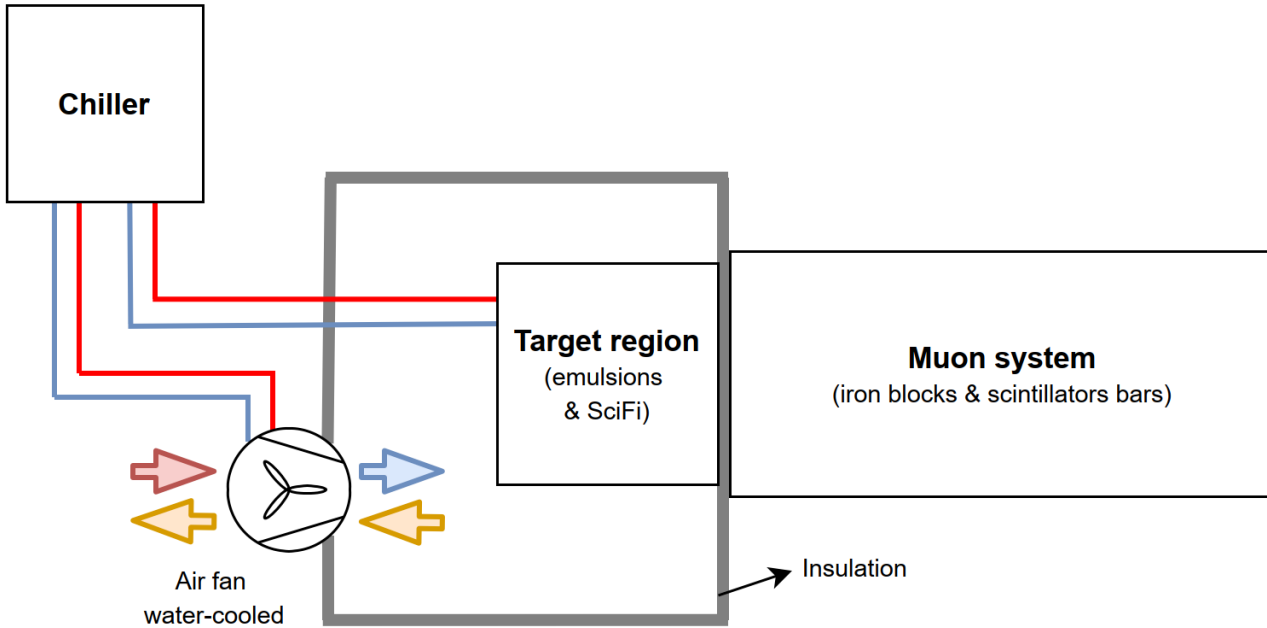 Chiller
Target region
(emulsions
& SciFi)
Muon system
(iron blocks & scintillators bars)
Insulation
Air fan
water-cooled